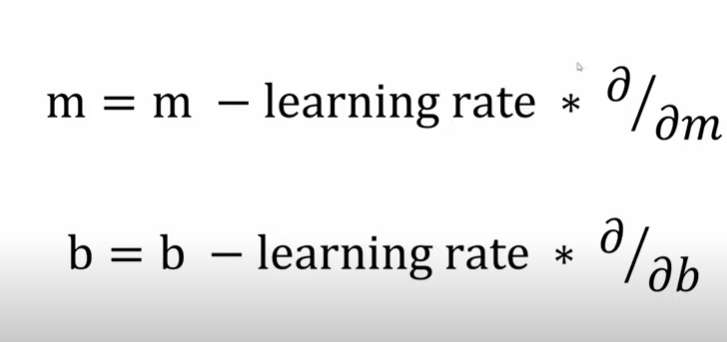 m = m − learning rate * ∂/∂m
b = b − learning rate * ∂/∂b